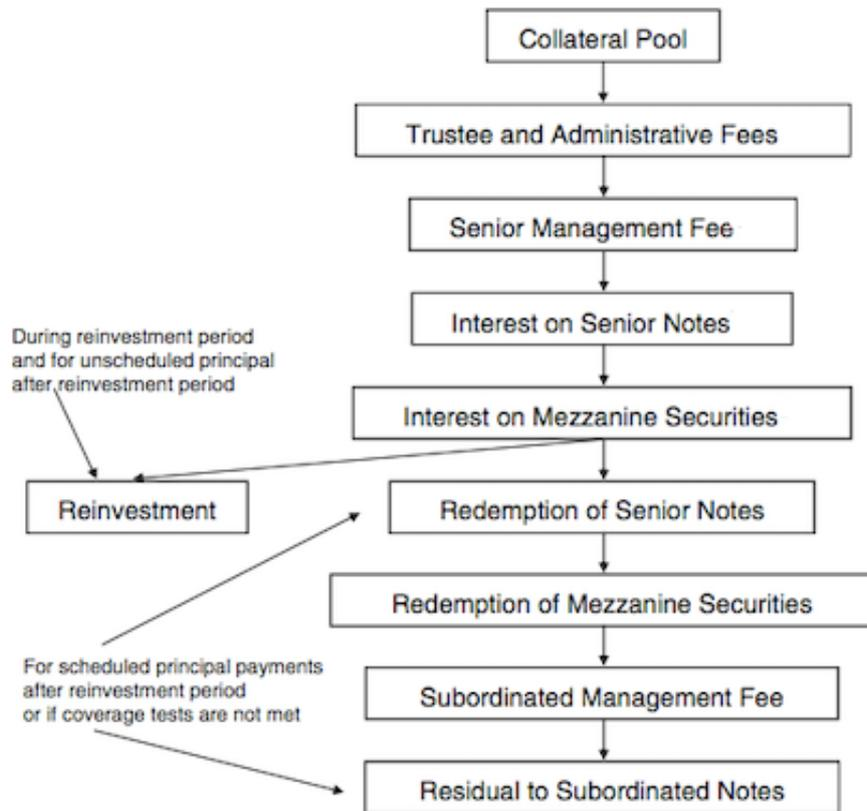 Collateral Pool
Trustee and Administrative Fees
Senior Management Fee
Interest on Senior Notes
During reinvestment period
and for unscheduled principal
after reinvestment period
Interest on Mezzanine Securities
Reinvestment
Redemption of Senior Notes
Redemption of Mezzanine Securities
For scheduled principal payments
after reinvestment period
or if coverage tests are not met
Subordinated Management Fee
Residual to Subordinated Notes